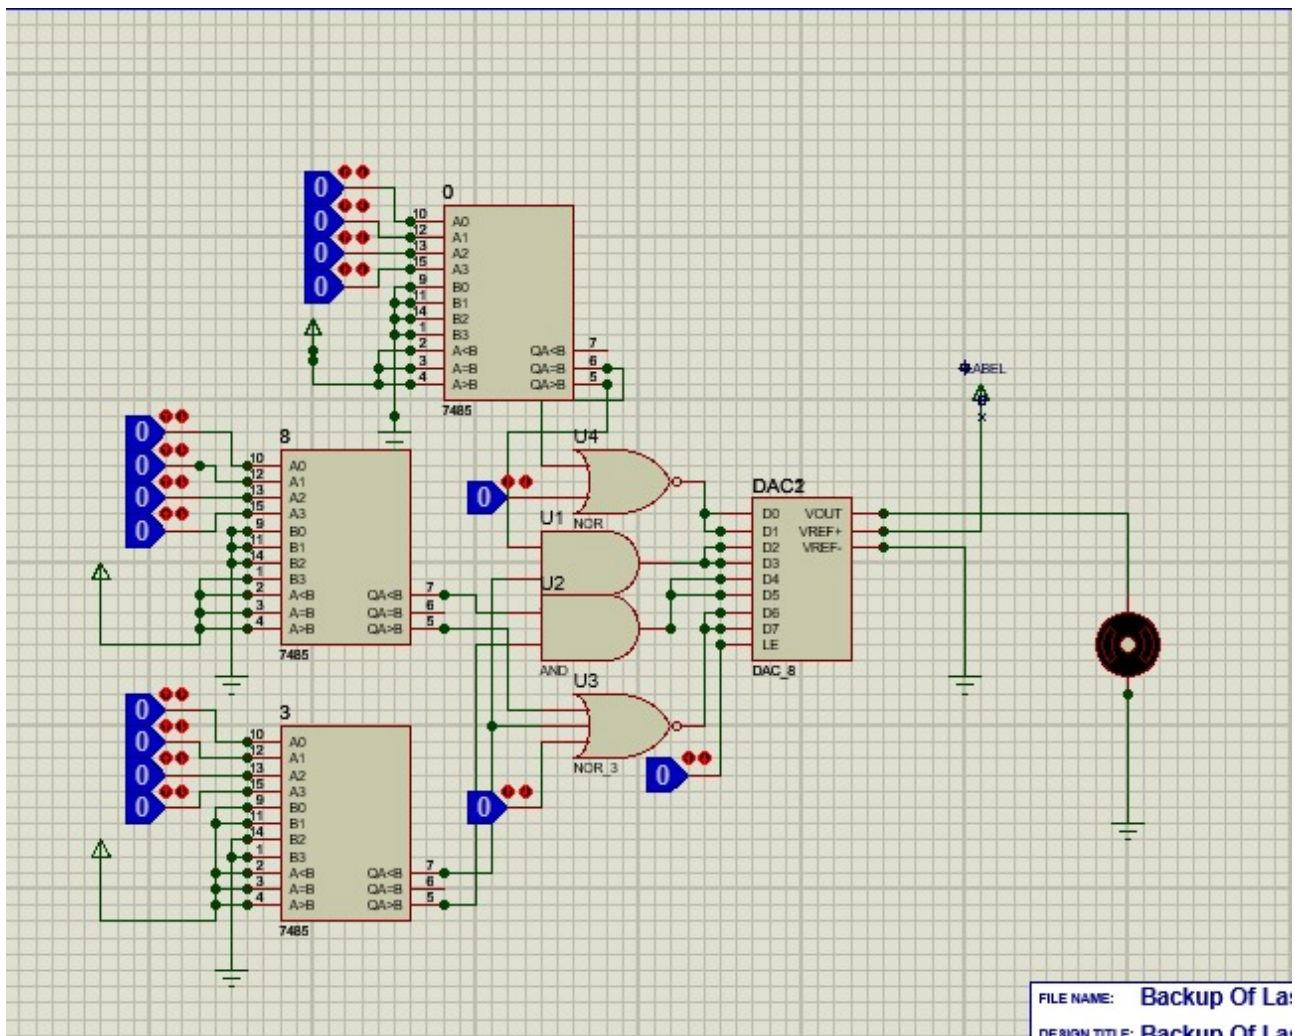 0
0
0
0
0
10 A0
12 A1
13 A2
15 A3
9 B0
11 B1
14 B2
1 B3
2 A<B QA<B 7
3 A=B QA=B 6
4 A>B QA>B 5
7485
LABEL
8
0
0
0
0
10 A0
12 A1
13 A2
15 A3
9 B0
11 B1
14 B2
1 B3
2 A<B QA<B 7
3 A=B QA=B 6
4 A>B QA>B 5
7485
U4
0
NOR
U1
U2
AND
U3
NOR_3
0
0
D0 VOUT
D1 VREF+
D2 VREF-
D3
D4
D5
D6
D7
LE
DAC_8
3
0
0
0
0
10 A0
12 A1
13 A2
15 A3
9 B0
11 B1
14 B2
1 B3
2 A<B QA<B 7
3 A=B QA=B 6
4 A>B QA>B 5
7485
FILE NAME: Backup Of Las
DESIGN TITLE: Backup Of Las